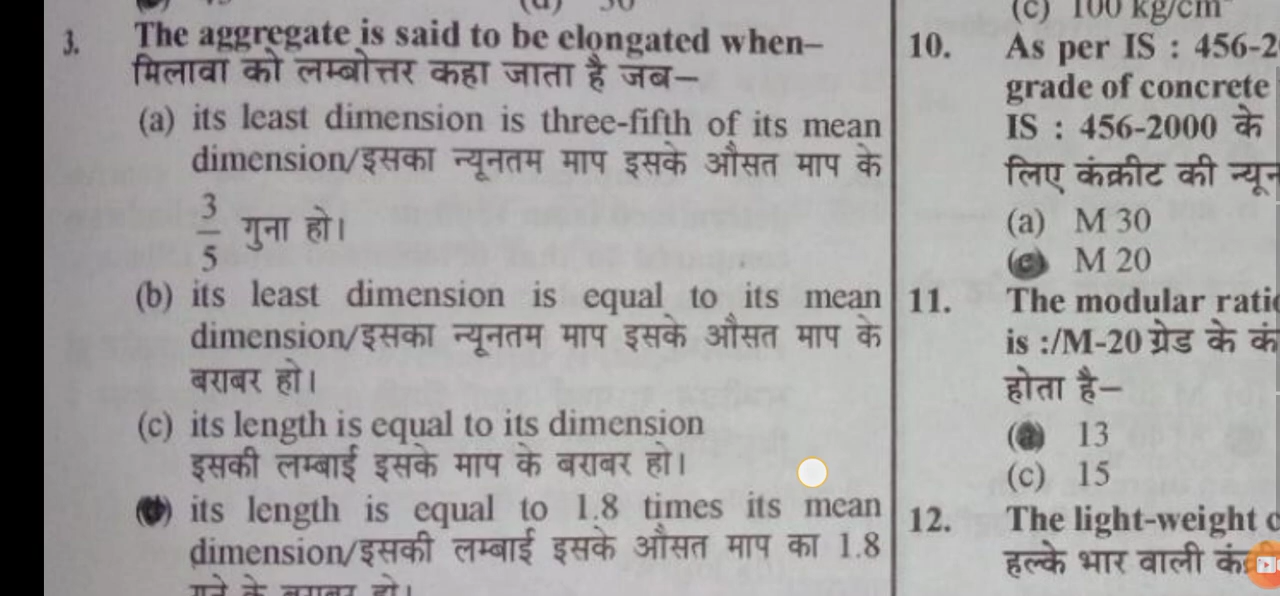 3. The aggregate is said to be elongated when–
मिलावा को लम्बोत्तर कहा जाता है जब–
(a) its least dimension is three-fifth of its mean
dimension/इसका न्यूनतम माप इसके औसत माप के
3/5 गुना हो।
(b) its least dimension is equal to its mean
dimension/इसका न्यूनतम माप इसके औसत माप के
बराबर हो।
(c) its length is equal to its dimension
इसकी लम्बाई इसके माप के बराबर हो।
its length is equal to 1.8 times its mean
dimension/इसकी लम्बाई इसके औसत माप का 1.8
(c) 100 kg/cm
10. As per IS : 456-2
grade of concrete
IS : 456-2000 के
लिए कंक्रीट की
(a) M 30
(c) M 20
11. The modular
is :/M-20 ग्रेड के
होता है–
(a) 13
(c) 15
12. The light-weight
हल्के भार वाली